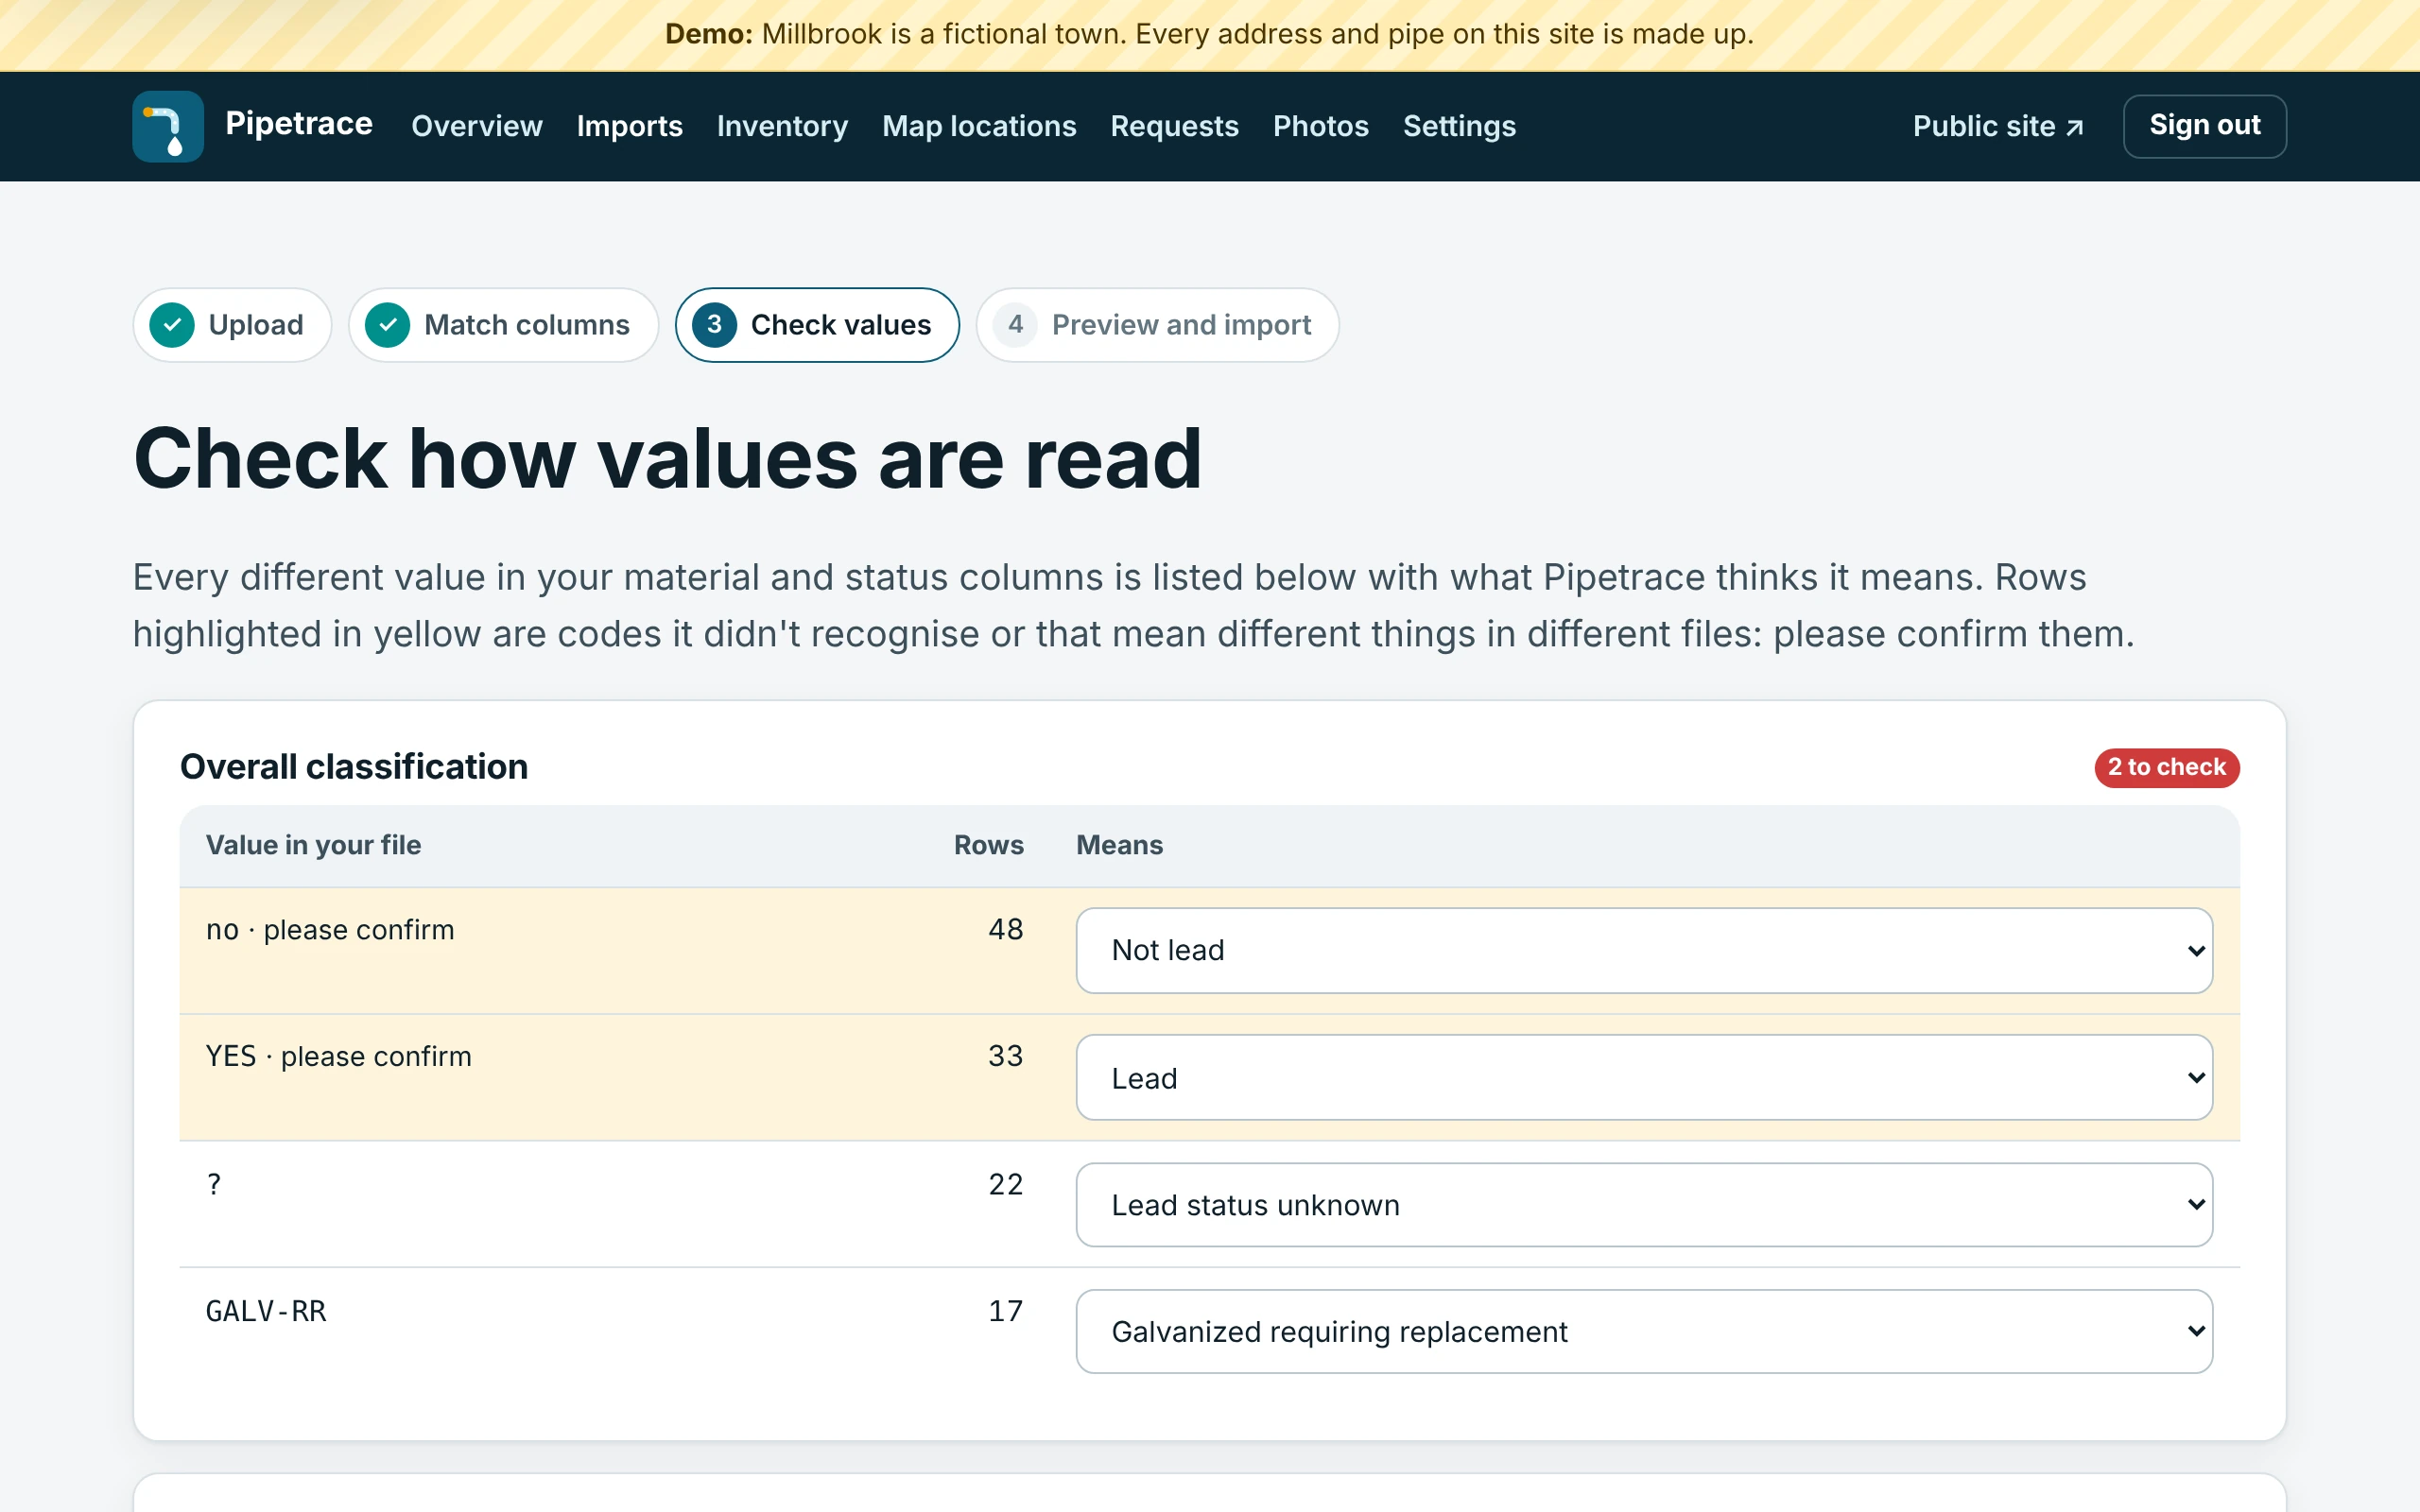 Demo: Millbrook is a fictional town. Every address and pipe on this site is made up.
Pipetrace Overview Imports Inventory Map locations Requests Photos Settings Public site ↗ Sign out
Upload Match columns 3 Check values 4 Preview and import
Check how values are read
Every different value in your material and status columns is listed below with what Pipetrace thinks it means. Rows
highlighted in yellow are codes it didn't recognise or that mean different things in different files: please confirm them.
Overall classification 2 to check
Value in your file Rows Means
no · please confirm 48 Not lead
YES · please confirm 33 Lead
? 22 Lead status unknown
GALV-RR 17 Galvanized requiring replacement